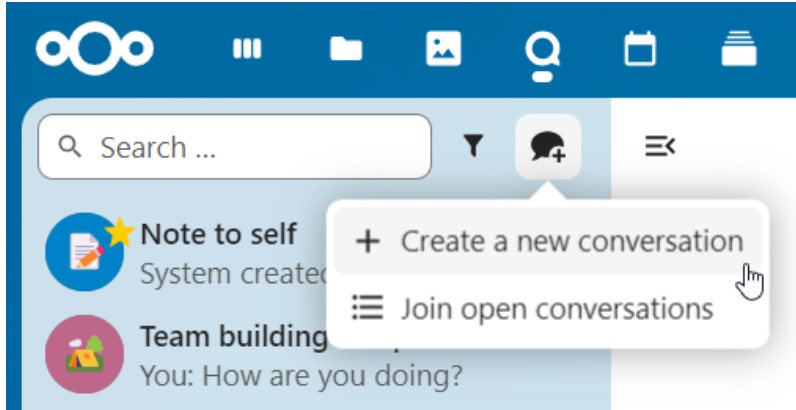 Search ...
Note to self
Create a new conversation
System created
Join open conversations
Team building
You: How are you doing?